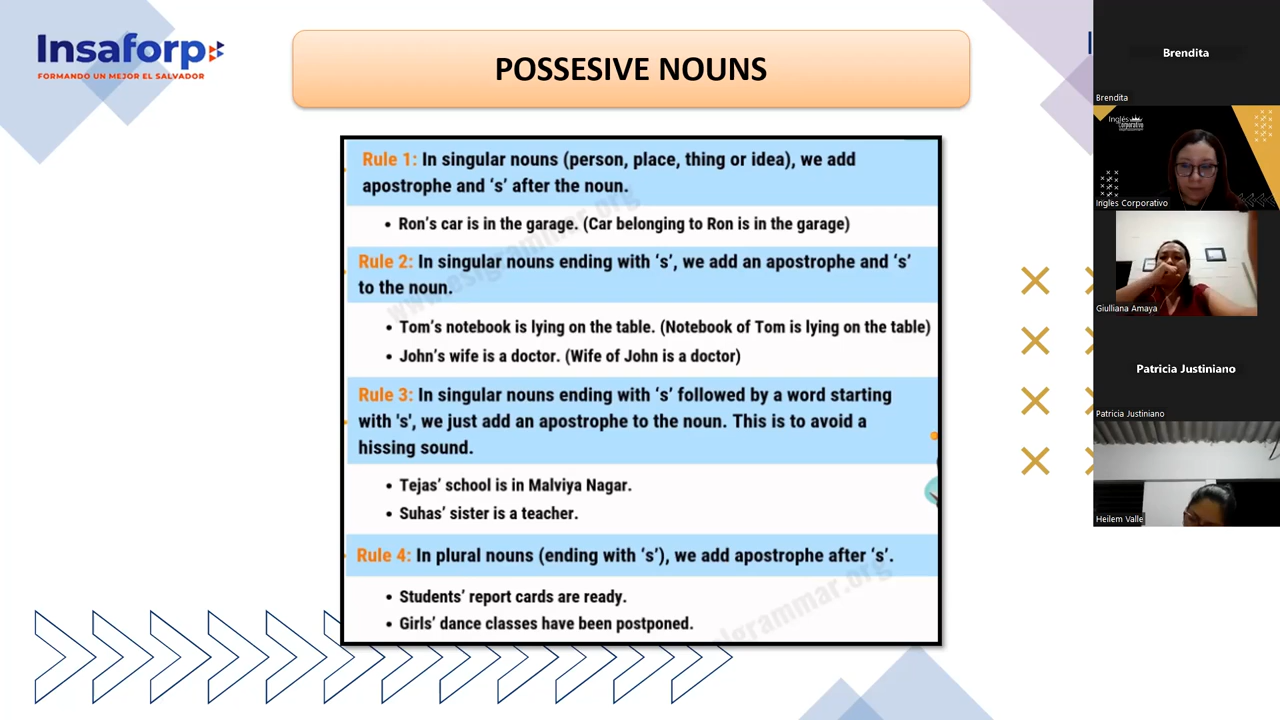 Insaforp
FORMANDO UN MEJOR EL SALVADOR
POSSESIVE NOUNS
Rule 1: In singular nouns (person, place, thing or idea), we add
apostrophe and ‘s’ after the noun.
• Ron’s car is in the garage. (Car belonging to Ron is in the garage)
Rule 2: In singular nouns ending with ‘s’, we add an apostrophe and ‘s’
to the noun.
• Tom’s notebook is lying on the table. (Notebook of Tom is lying on the table)
• John’s wife is a doctor. (Wife of John is a doctor)
Rule 3: In singular nouns ending with ‘s’ followed by a word starting
with 's', we just add an apostrophe to the noun. This is to avoid a
hissing sound.
• Tejas’ school is in Malviya Nagar.
• Suhas’ sister is a teacher.
Rule 4: In plural nouns (ending with ‘s’), we add apostrophe after ‘s’.
• Students’ report cards are ready.
• Girls’ dance classes have been postponed.
www.eslgrammar.org
Brendita
Brendita
Inglés
Corporativo
Ingles Corporativo
Giulliana Amaya
Patricia Justiniano
Patricia Justiniano
Heilem Valle